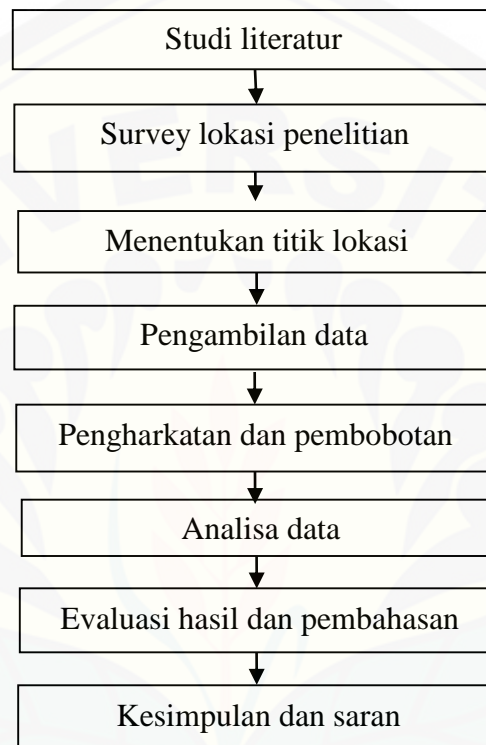 Studi literatur
Survey lokasi penelitian
Menentukan titik lokasi
Pengambilan data
Pengharkatan dan pembobotan
Analisa data
Evaluasi hasil dan pembahasan
Kesimpulan dan saran